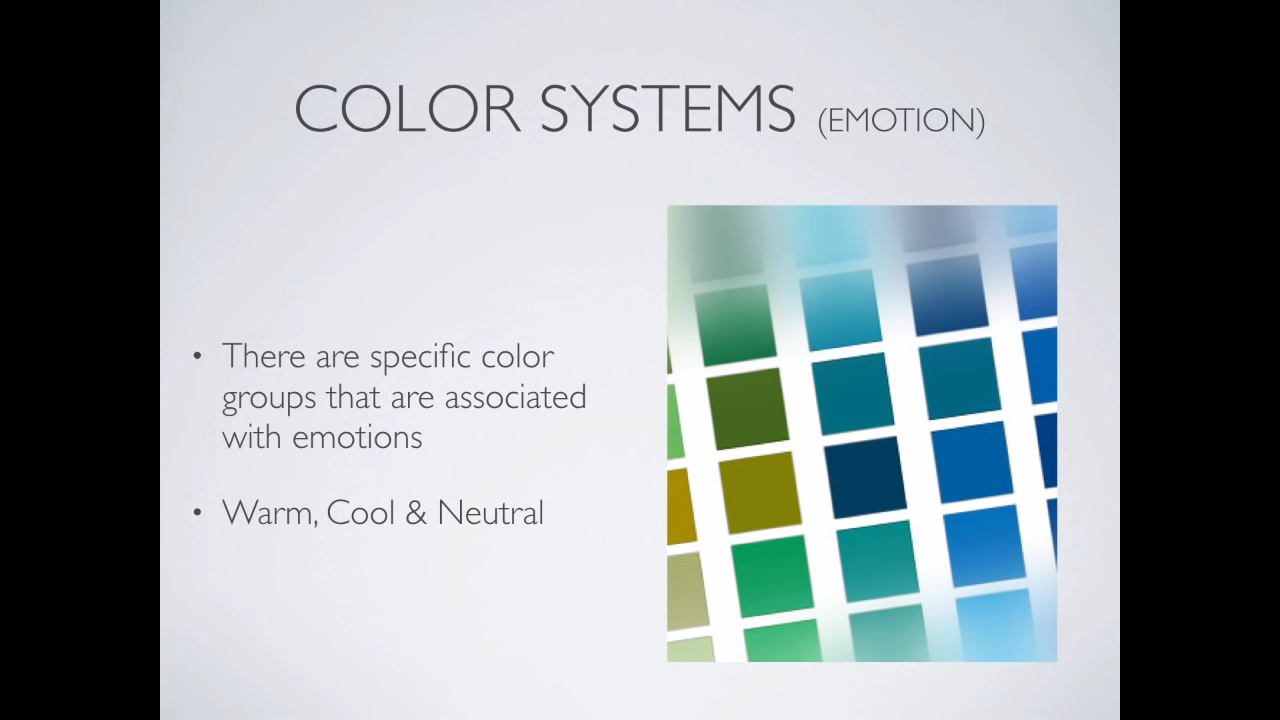 COLOR SYSTEMS (EMOTION)
• There are specific color
groups that are associated
with emotions
• Warm, Cool & Neutral